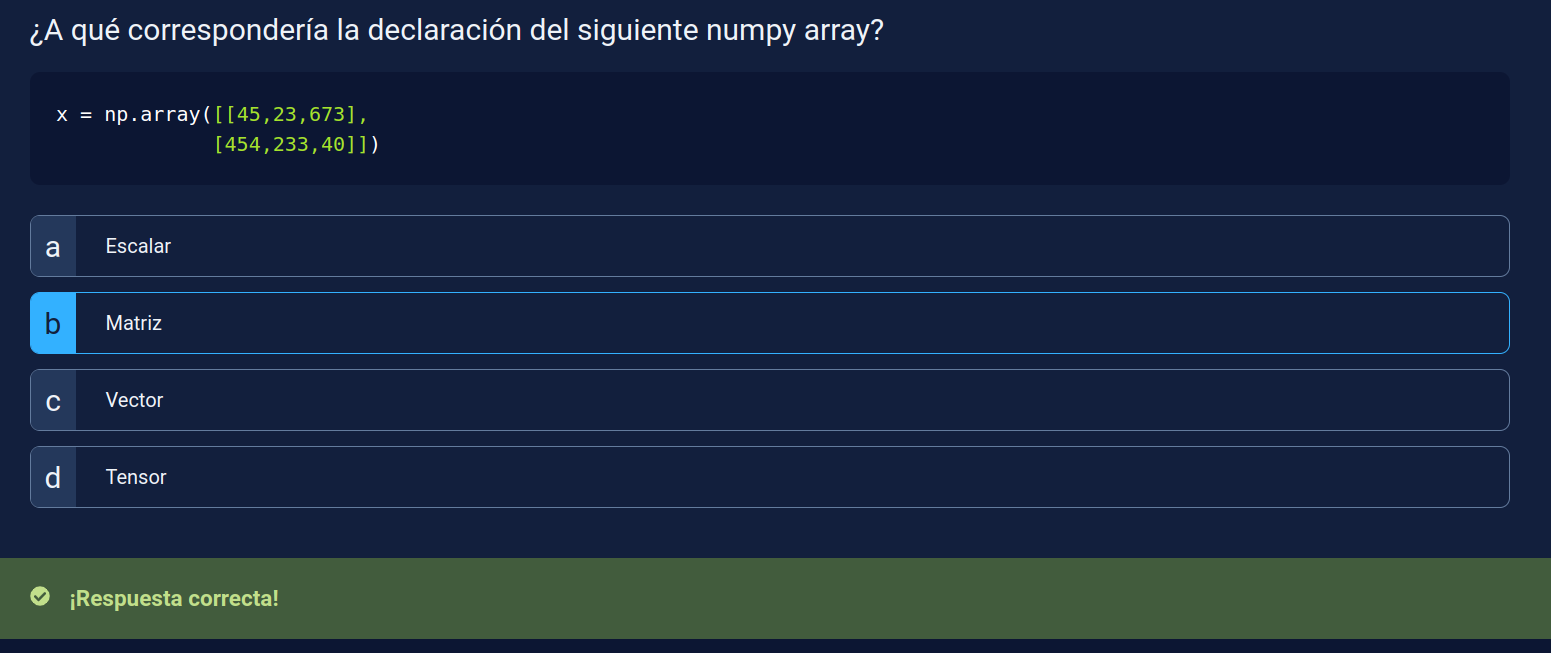 ¿A qué correspondería la declaración del siguiente numpy array?
x = np.array([[45,23,673],
[454,233,40]])
a Escalar
b Matriz
c Vector
d Tensor
¡Respuesta correcta!